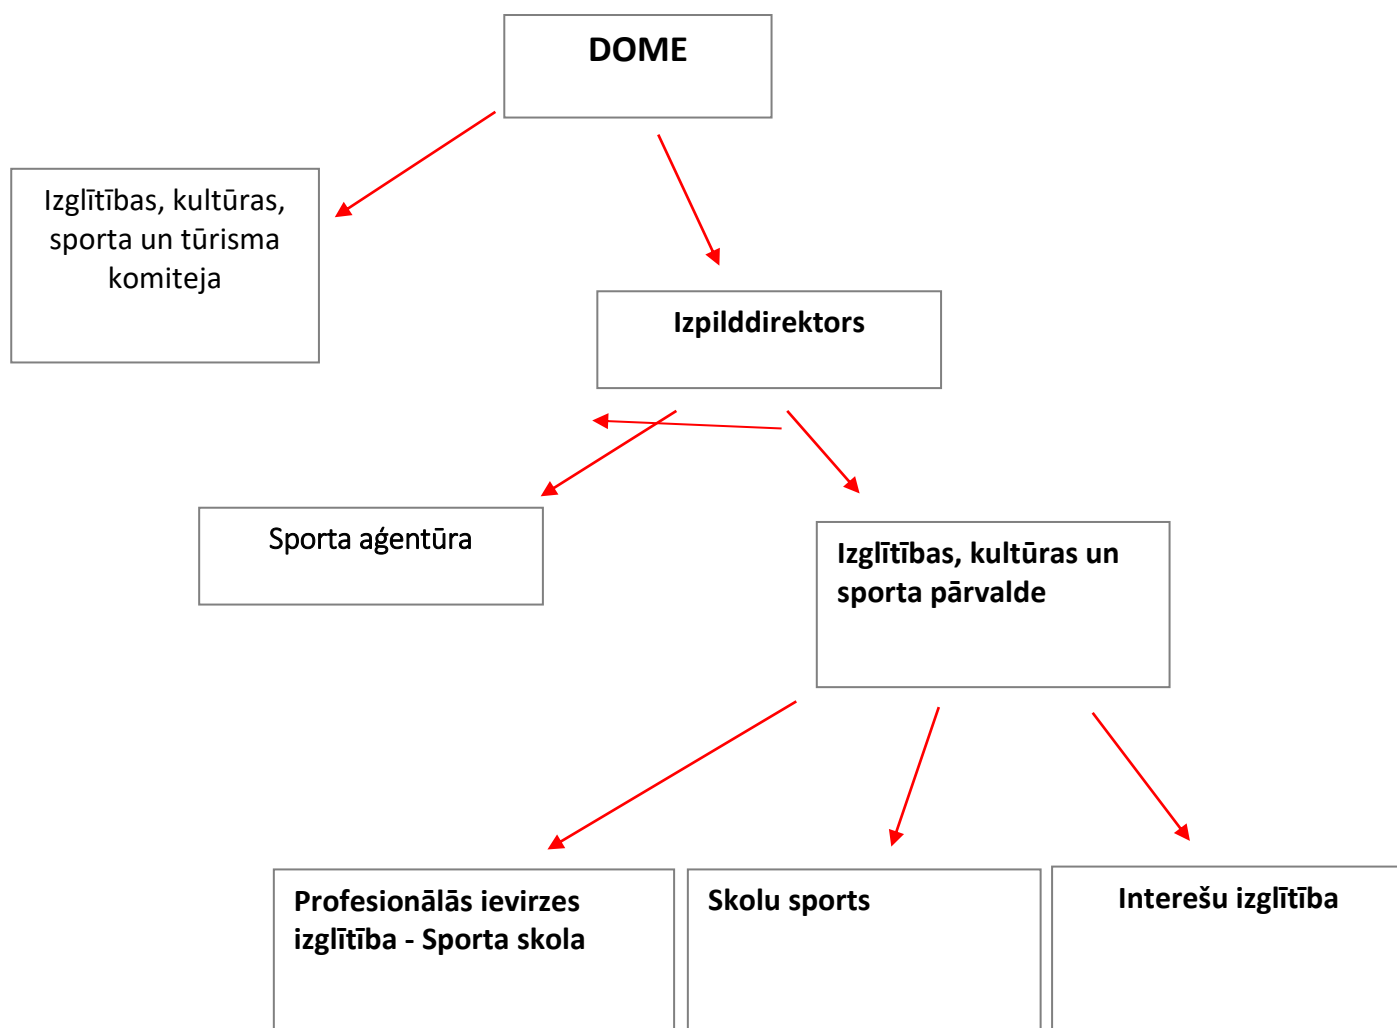 DOME
Izglītības, kultūras,
sporta un tūrisma
komiteja
Izpilddirektors
Sporta aģentūra
Izglītības, kultūras un
sporta pārvalde
Profesionālās ievirzes
izglītība - Sporta skola
Skolu sports
Interešu izglītība